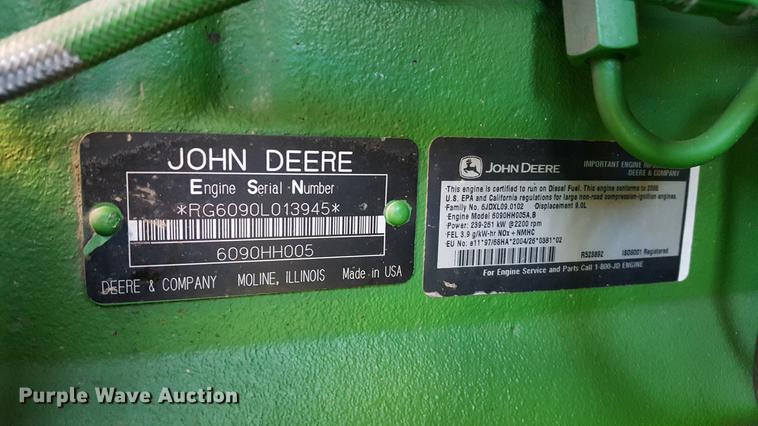 JOHN DEERE
Engine Serial Number
*RG6090L013945*
6090HH005
DEERE & COMPANY MOLINE, ILLINOIS Made in USA
JOHN DEERE
IMPORTANT ENGINE
DEERE & COMPANY
This engine is certified to run on Diesel Fuel. This engine conforms to 2006
U.S. EPA and California regulations for large non-road compression-ignition engines.
Family No. 6JDXL09.0102 Displacement 9.0L
Engine Model 6090HH005A,B
Power: 239-251 kW @2200 rpm
FEL 3.9 g/kW-hr NOx + NMHC
EU No: e11*97/68HA*2004/26*0381*02
R523892 ISO9001 Registered
For Engine Service and Parts Call 1-800-JD ENGINE
Purple Wave Auction